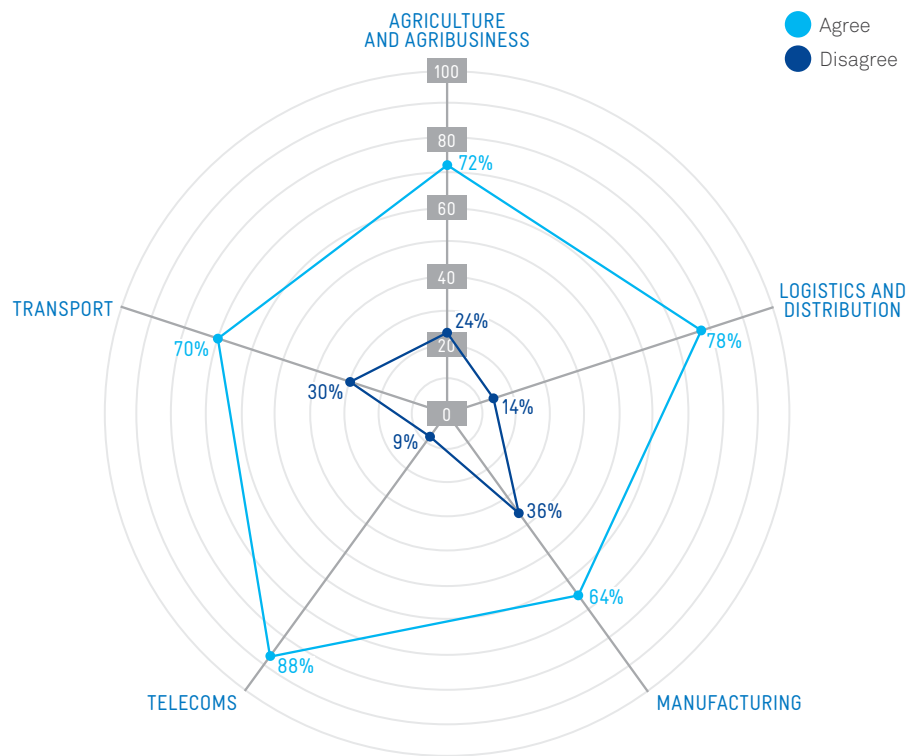 AGRICULTURE
AND AGRIBUSINESS
Agree
Disagree
100
80
72%
60
LOGISTICS AND
DISTRIBUTION
TRANSPORT
40
24%
78%
70%
20
30%
14%
0
9%
36%
64%
88%
TELECOMS
MANUFACTURING